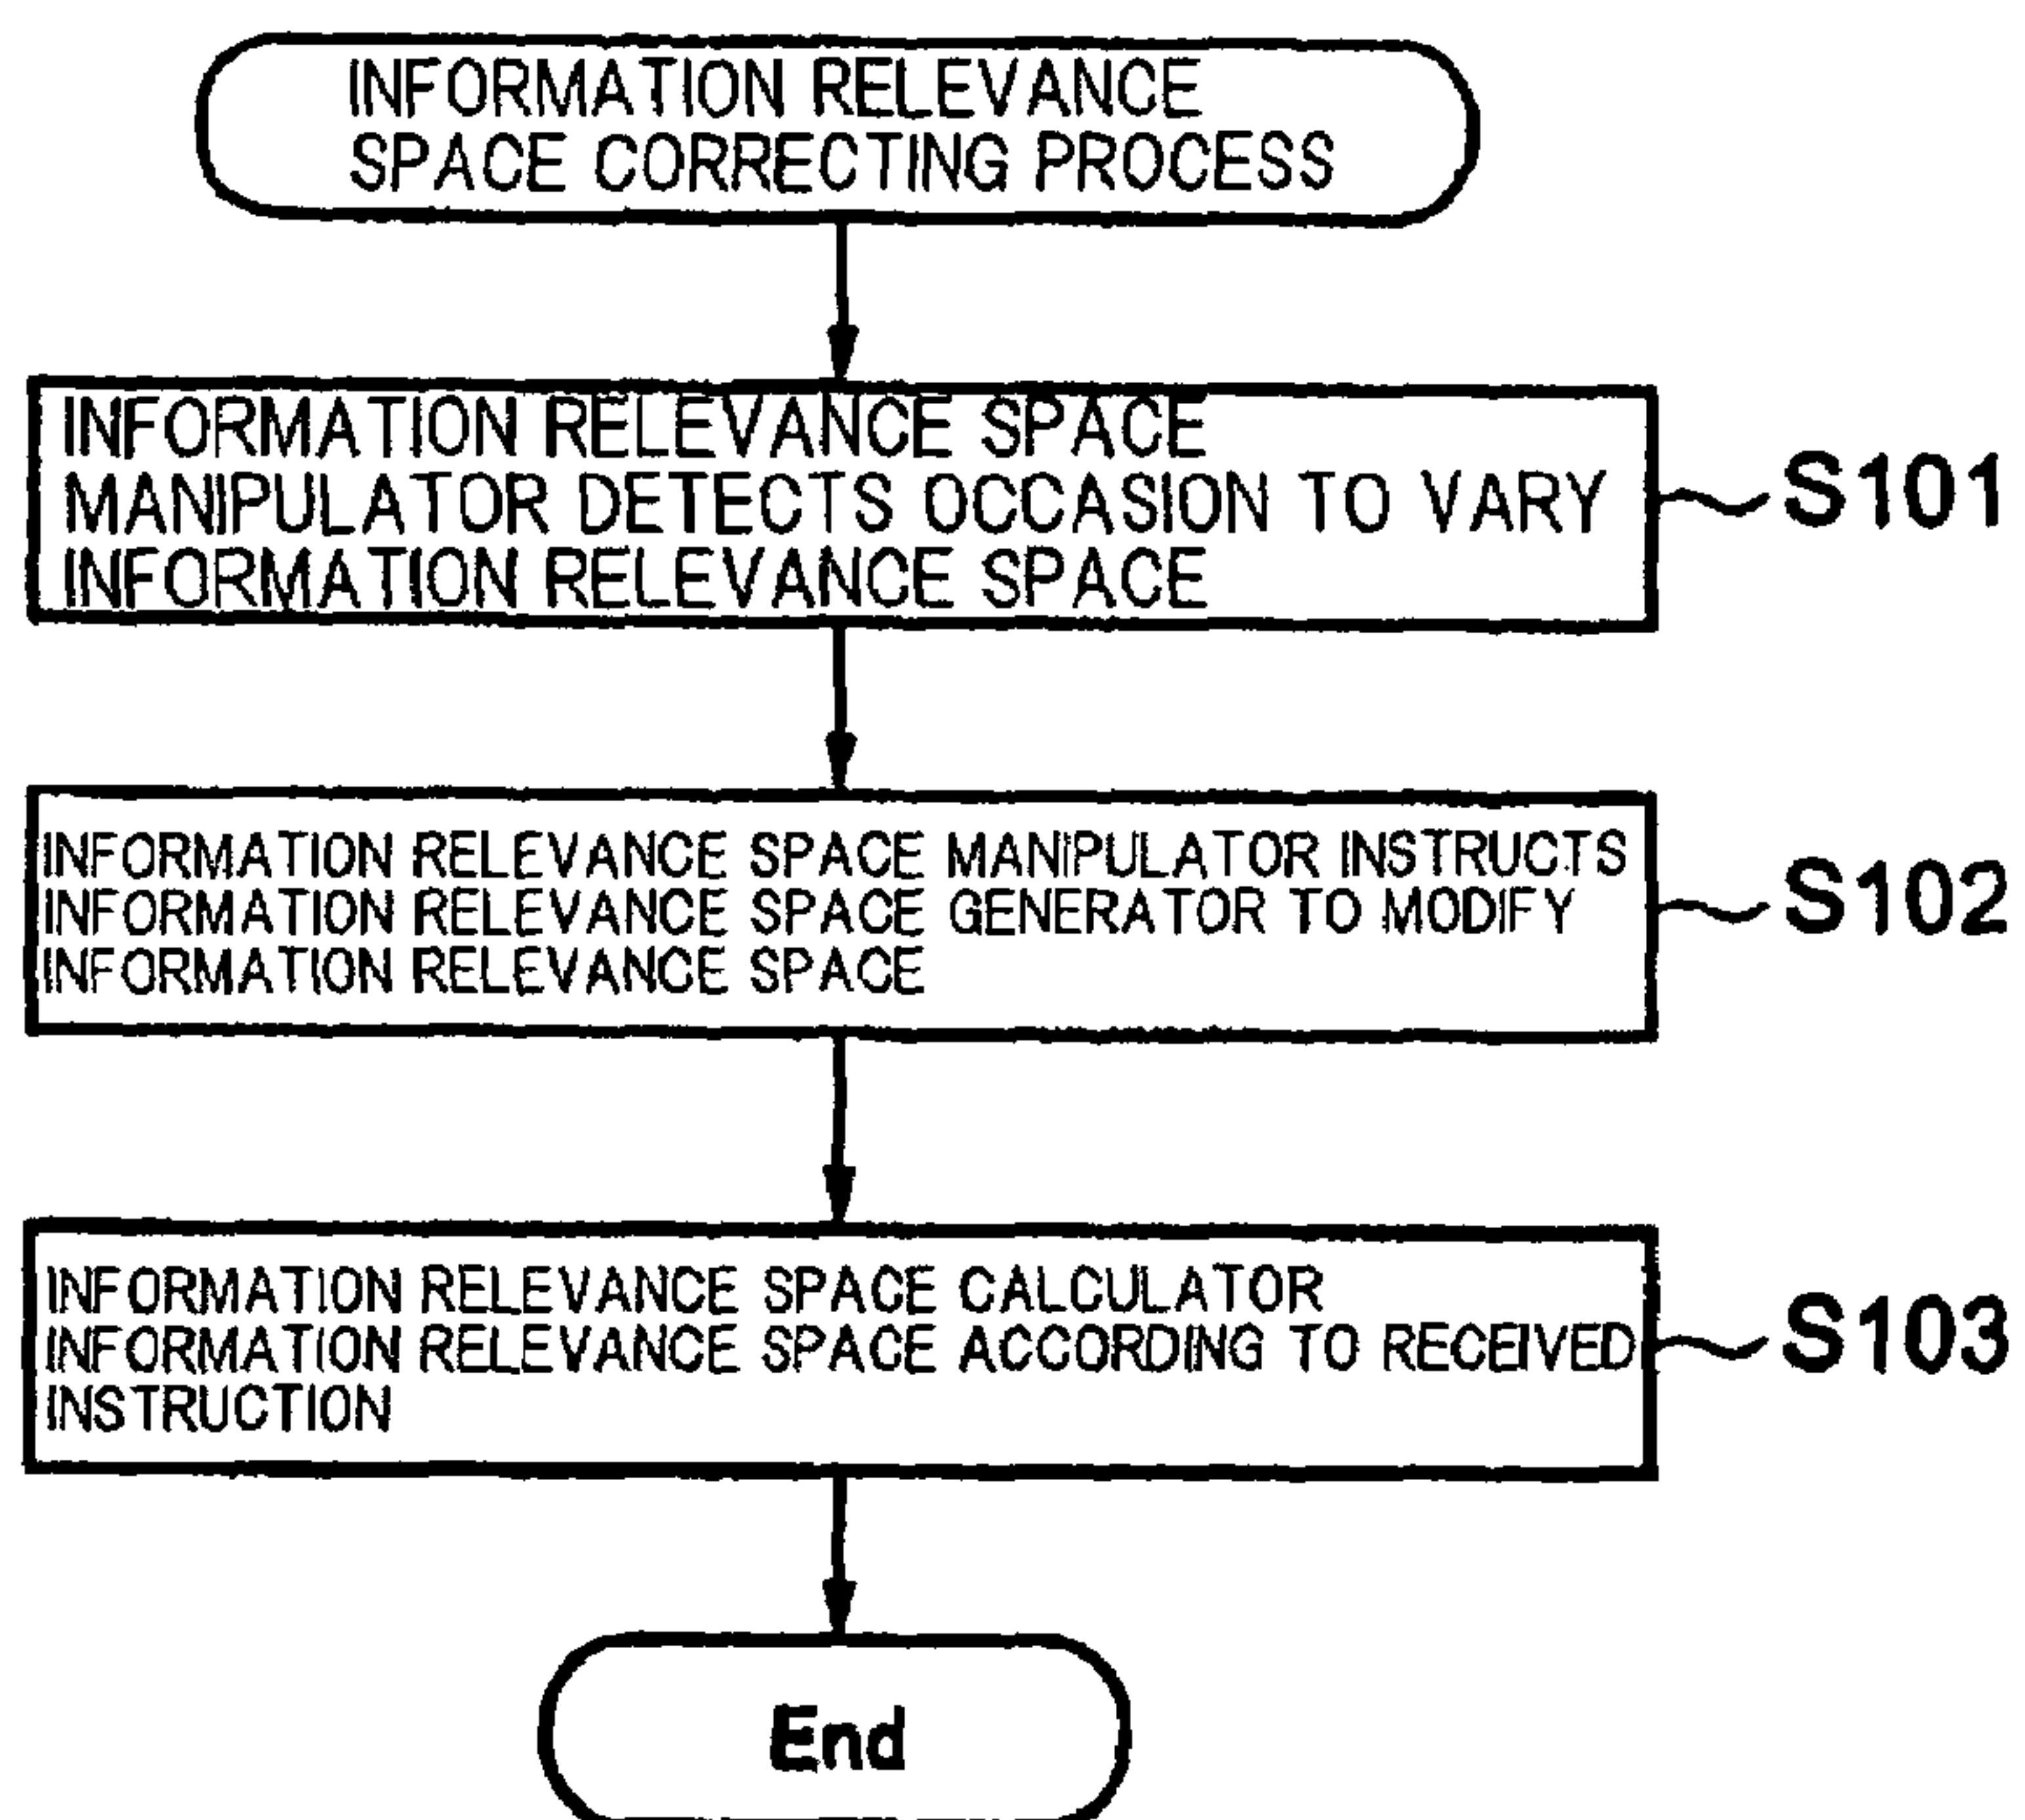 INFORMATION RELEVANCE
SPACE CORRECTING PROCESS
INFORMATION RELEVANCE SPACE
MANIPULATOR DETECTS OCCASION TO VARY
INFORMATION RELEVANCE SPACE
S101
INFORMATION RELEVANCE SPACE MANIPULATOR INSTRUCTS
INFORMATION RELEVANCE SPACE GENERATOR TO MODIFY
INFORMATION RELEVANCE SPACE
S102
INFORMATION RELEVANCE SPACE CALCULATOR
INFORMATION RELEVANCE SPACE ACCORDING TO RECEIVED
INSTRUCTION
S103
End